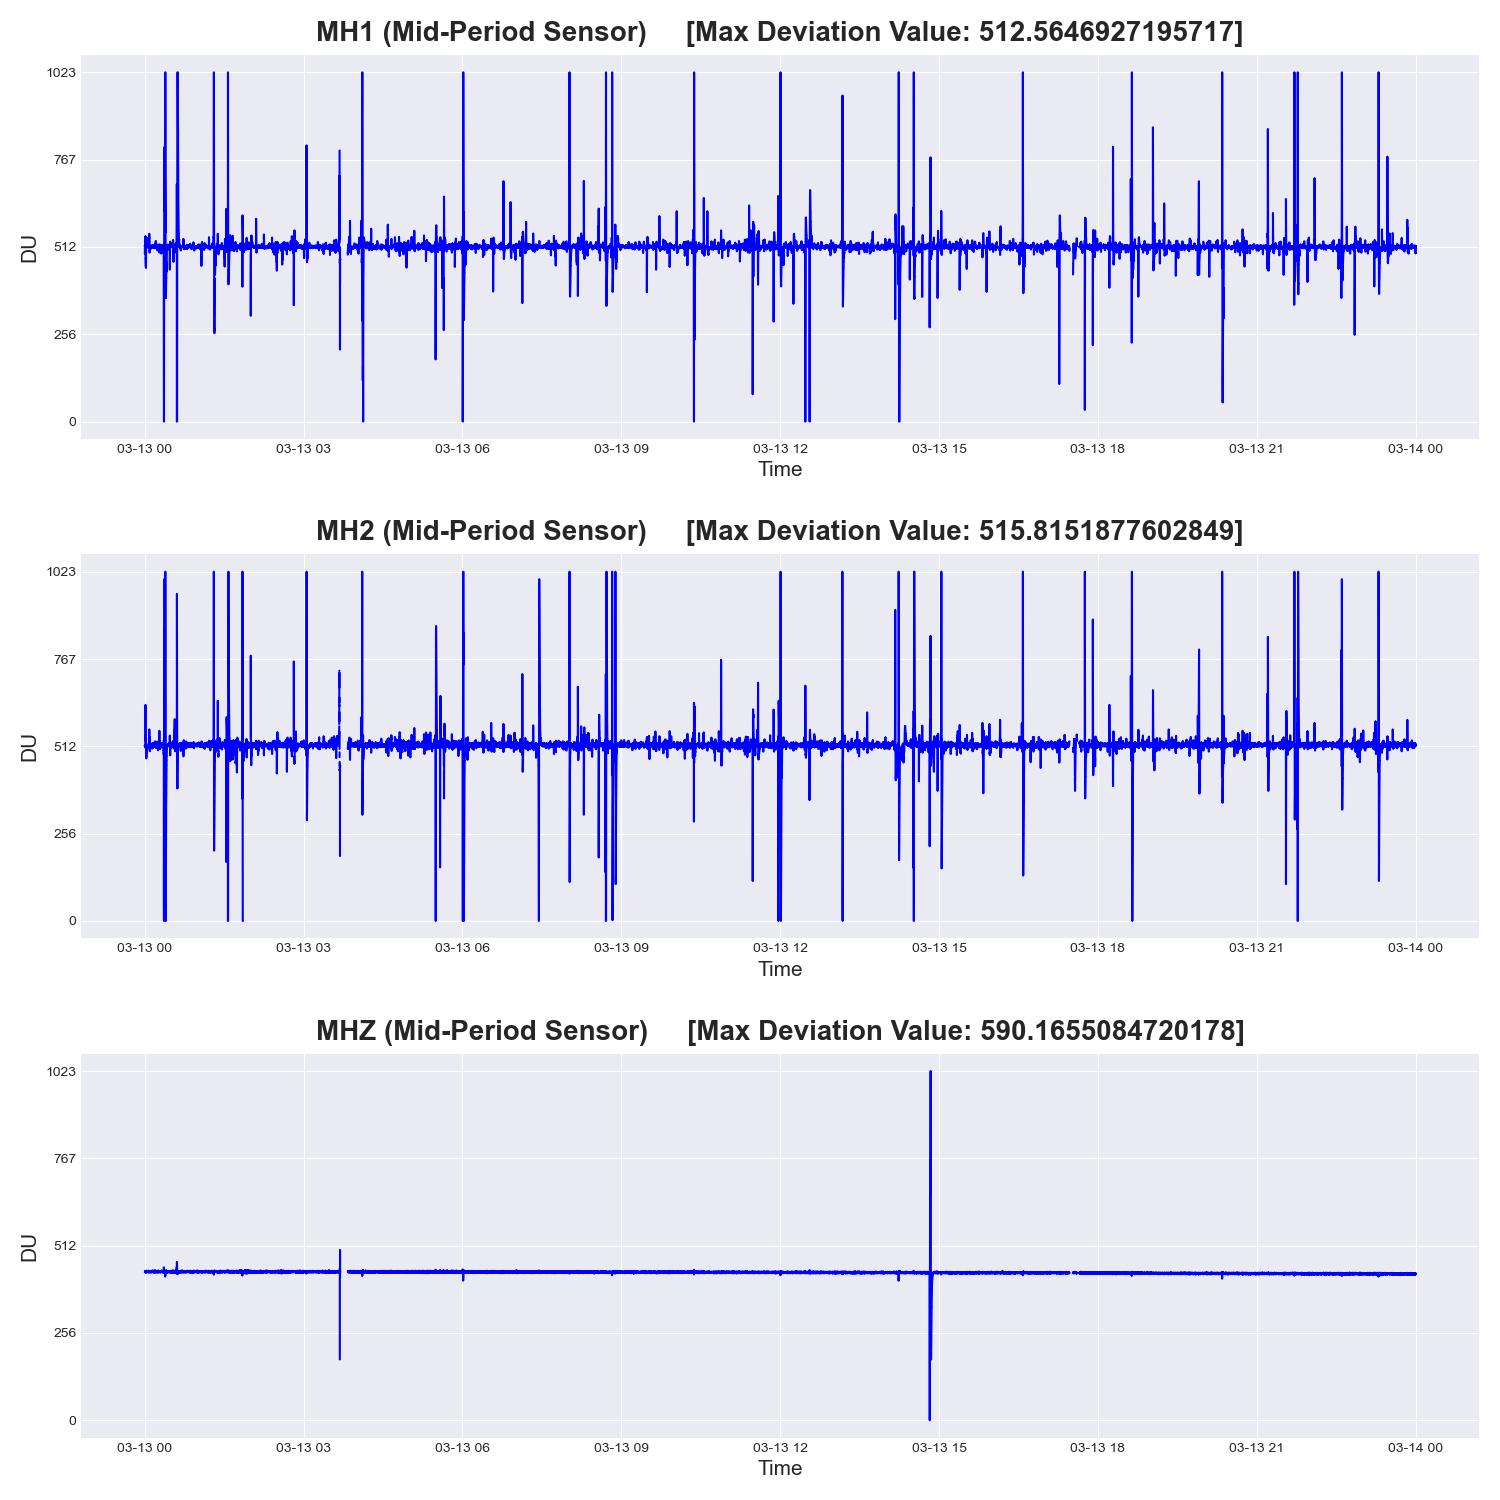 MH1 (Mid-Period Sensor) [Max Deviation Value: 512.5646927195717]
1023
767
512
256
0
DU
03-13 00 03-13 03 03-13 06 03-13 09 03-13 12 03-13 15 03-13 18 03-13 21 03-14 00
Time
MH2 (Mid-Period Sensor) [Max Deviation Value: 515.8151877602849]
1023
767
512
256
0
DU
03-13 00 03-13 03 03-13 06 03-13 09 03-13 12 03-13 15 03-13 18 03-13 21 03-14 00
Time
MHZ (Mid-Period Sensor) [Max Deviation Value: 590.1655084720178]
1023
767
512
256
0
DU
03-13 00 03-13 03 03-13 06 03-13 09 03-13 12 03-13 15 03-13 18 03-13 21 03-14 00
Time